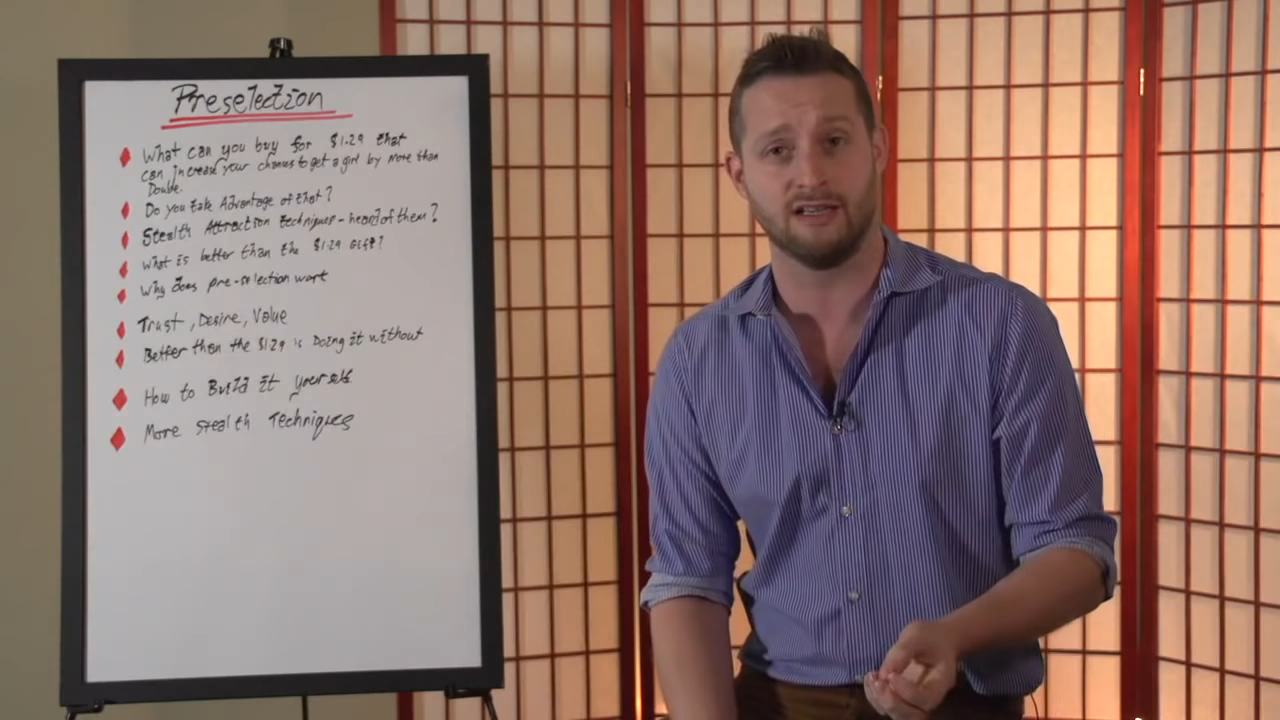 Preselection
What can you buy for $1.29 that
can increase your chances to get a girl by more than
Double.
Do you take Advantage of that?
Stealth Attraction techniques - heard of them?
What is better than the $1.29 Gift?
Why does pre-selection work
Trust, Desire, Value
Better than the $1.29 is Doing it without
How to Build it yourself
More Stealth Techniques